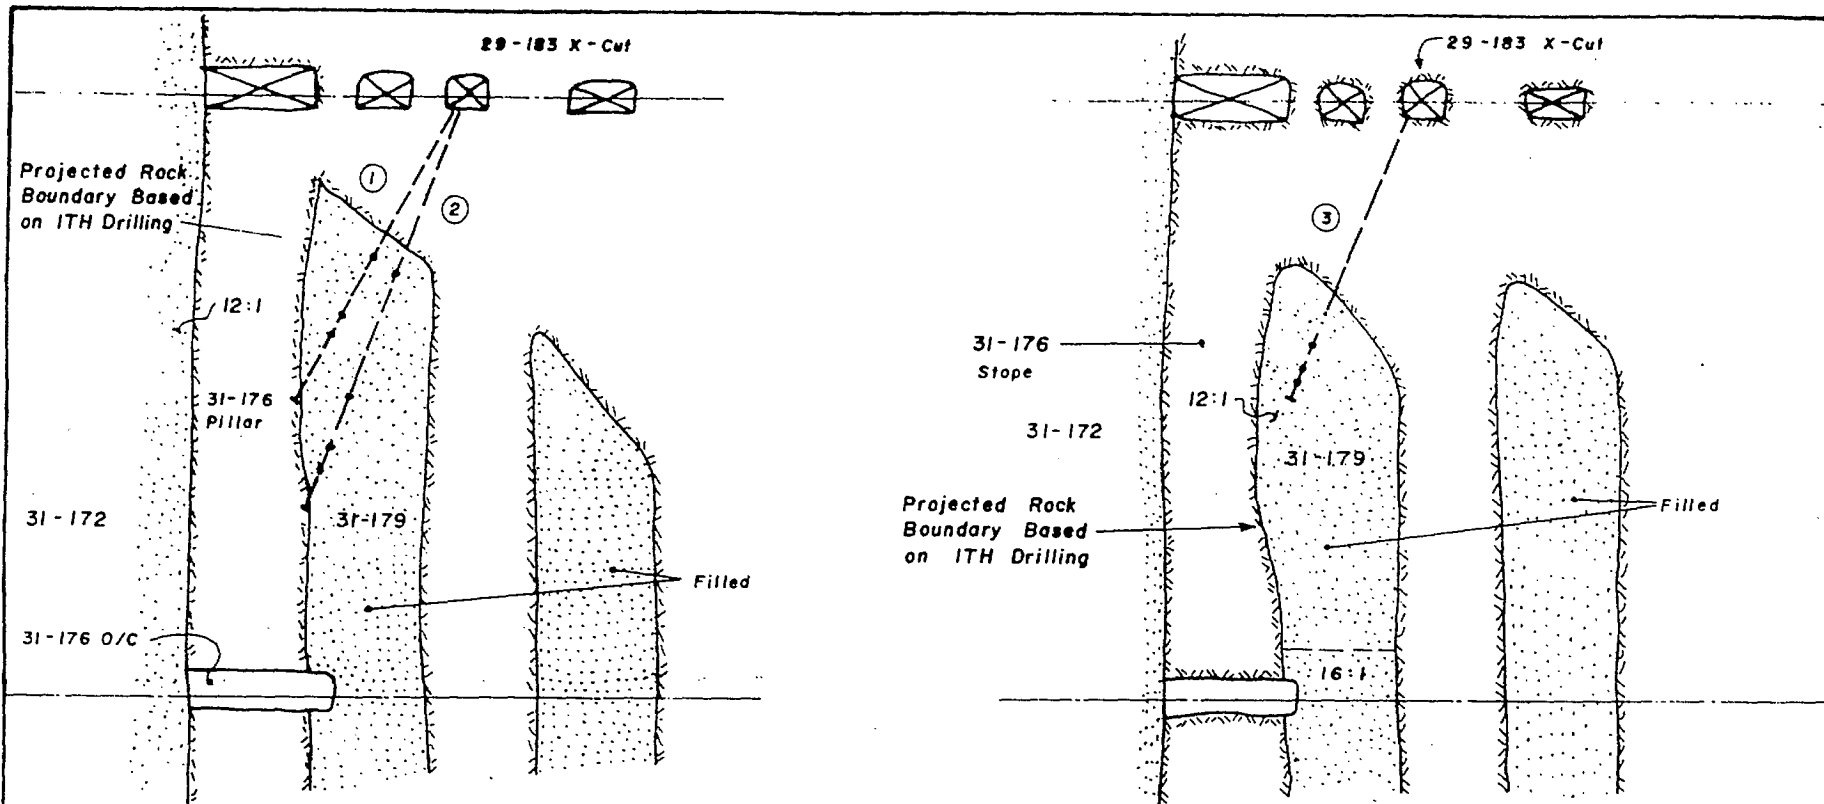 29-183 X-Cut
Projected Rock
Boundary Based
on ITH Drilling
1
2
12:1
31-176
Pillar
31-172
31-179
Filled
31-176 O/C
29-183 X-Cut
3
31-176
Stope
12:1
31-172
31-179
Projected Rock
Boundary Based
on ITH Drilling
Filled
16:1